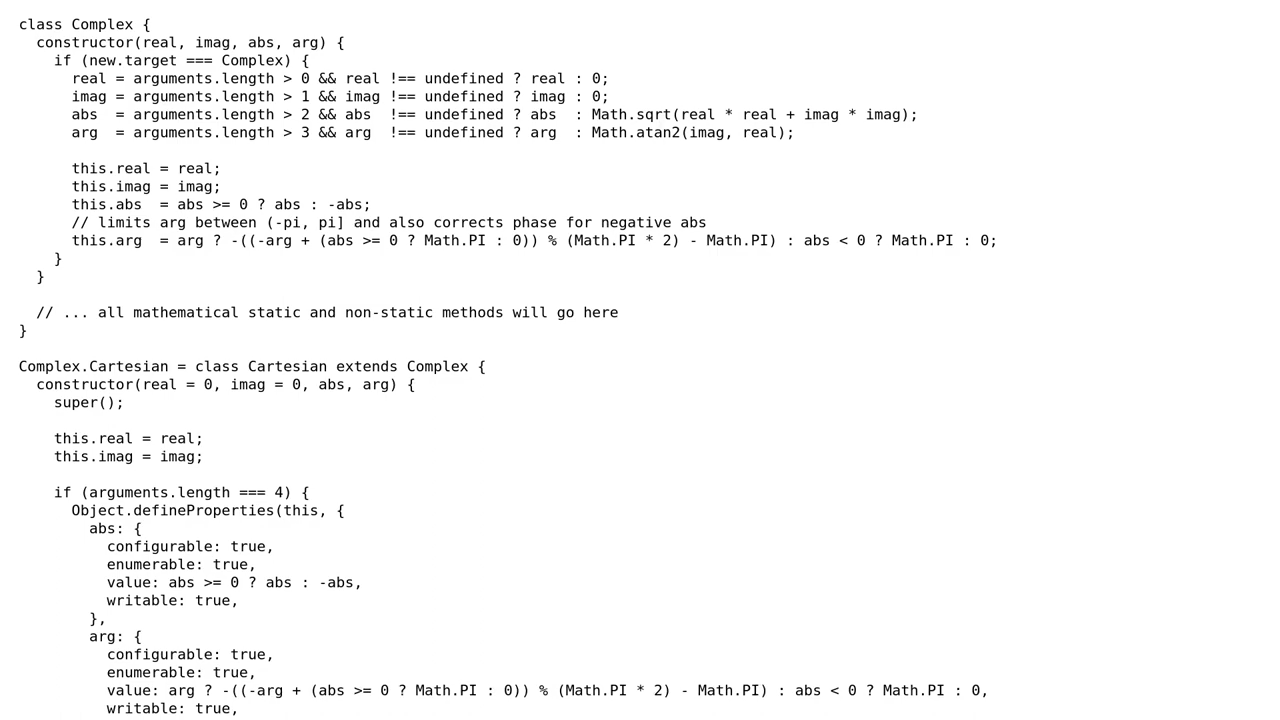 class Complex {
  constructor(real, imag, abs, arg) {
    if (new.target === Complex) {
      real = arguments.length > 0 && real !== undefined ? real : 0;
      imag = arguments.length > 1 && imag !== undefined ? imag : 0;
      abs  = arguments.length > 2 && abs  !== undefined ? abs  : Math.sqrt(real * real + imag * imag);
      arg  = arguments.length > 3 && arg  !== undefined ? arg  : Math.atan2(imag, real);

      this.real = real;
      this.imag = imag;
      this.abs  = abs >= 0 ? abs : -abs;
      // limits arg between (-pi, pi] and also corrects phase for negative abs
      this.arg  = arg ? -((-arg + (abs >= 0 ? Math.PI : 0)) % (Math.PI * 2) - Math.PI) : abs < 0 ? Math.PI : 0;
    }
  }

  // ... all mathematical static and non-static methods will go here
}

Complex.Cartesian = class Cartesian extends Complex {
  constructor(real = 0, imag = 0, abs, arg) {
    super();

    this.real = real;
    this.imag = imag;

    if (arguments.length === 4) {
      Object.defineProperties(this, {
        abs: {
          configurable: true,
          enumerable: true,
          value: abs >= 0 ? abs : -abs,
          writable: true,
        },
        arg: {
          configurable: true,
          enumerable: true,
          value: arg ? -((-arg + (abs >= 0 ? Math.PI : 0)) % (Math.PI * 2) - Math.PI) : abs < 0 ? Math.PI : 0,
          writable: true,